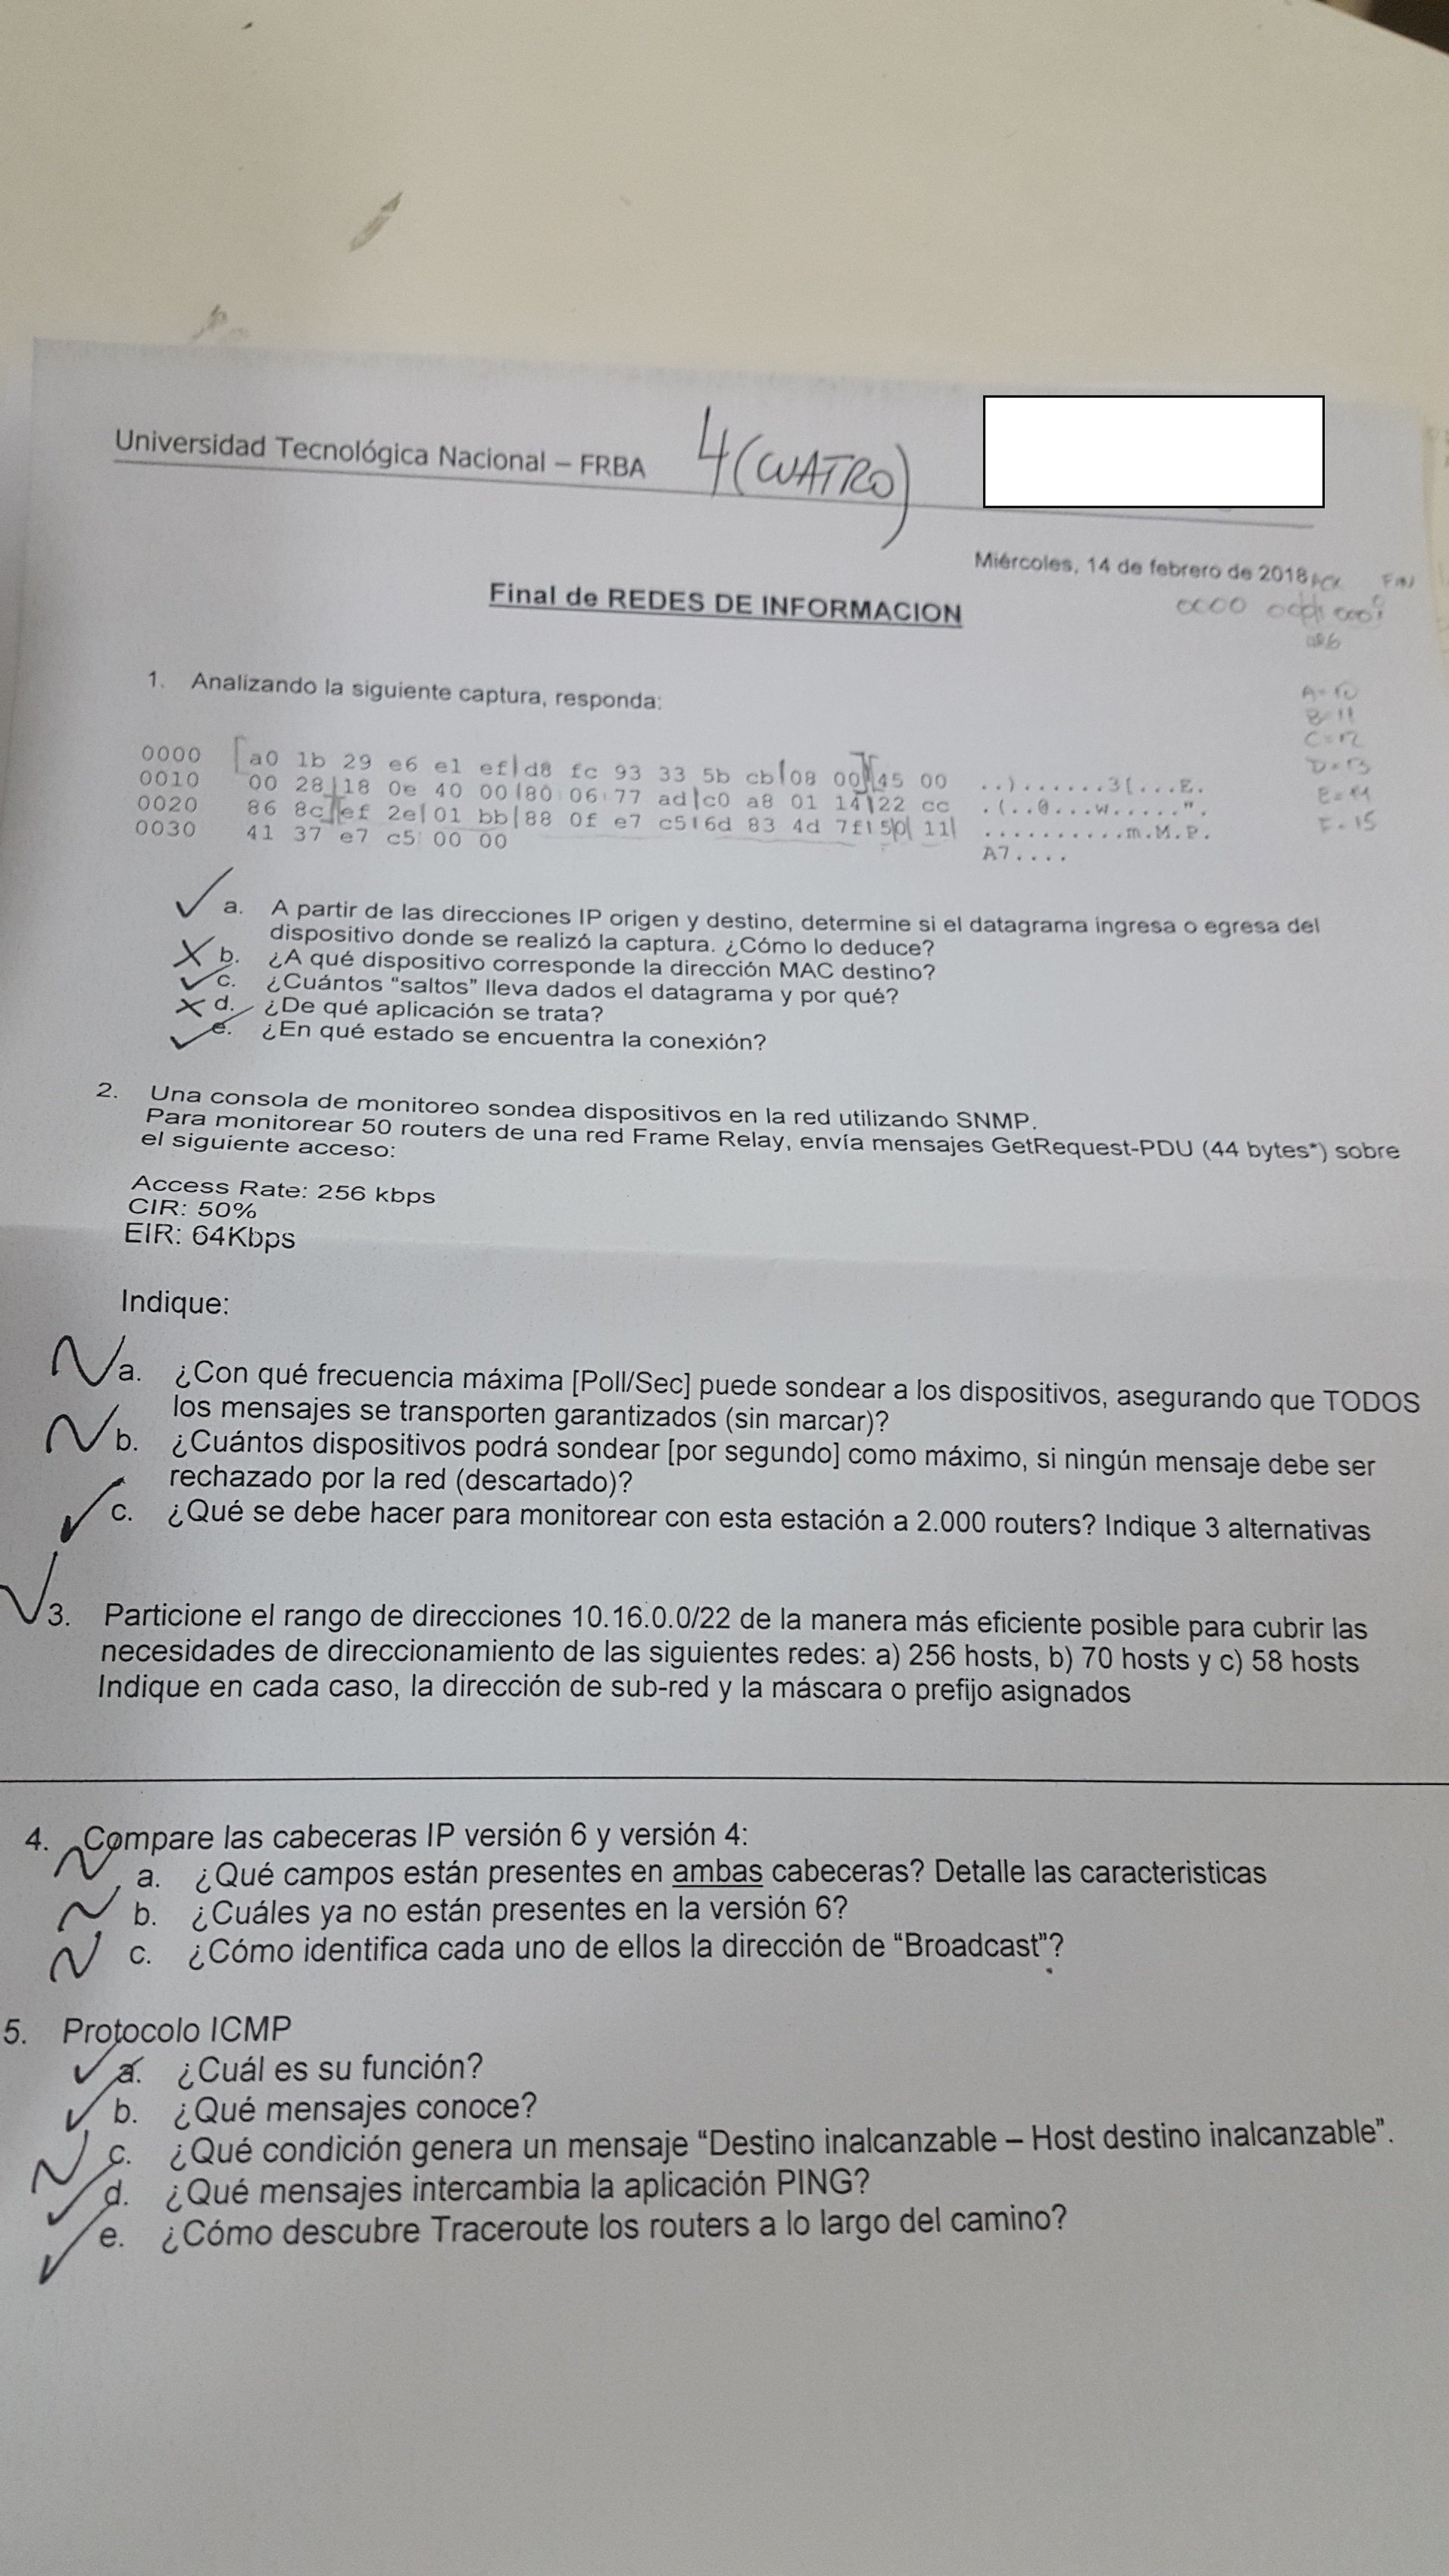 Universidad Tecnológica Nacional – FRBA
4 (CUATRO)
Miércoles, 14 de febrero de 2018
ACK FIN
Final de REDES DE INFORMACION
1. Analizando la siguiente captura, responda:
A=10
B=11
C=12
D=13
E=14
F=15
0000 a0 1b 29 e6 e1 ef d8 fc 93 33 5b cb 08 00 45 00 ..)......3[...E.
0010 00 28 18 0e 40 00 80 06 77 ad c0 a8 01 14 22 cc .(..@...w.....".
0020 86 8c ef 2e 01 bb 88 0f e7 c5 6d 83 4d 7f 50 11 ..........m.M.P.
0030 41 37 e7 c5 00 00 A7....
a. A partir de las direcciones IP origen y destino, determine si el datagrama ingresa o egresa del
dispositivo donde se realizó la captura. ¿Cómo lo deduce?
b. ¿A qué dispositivo corresponde la dirección MAC destino?
c. ¿Cuántos “saltos” lleva dados el datagrama y por qué?
d. ¿De qué aplicación se trata?
e. ¿En qué estado se encuentra la conexión?
2. Una consola de monitoreo sondea dispositivos en la red utilizando SNMP.
Para monitorear 50 routers de una red Frame Relay, envía mensajes GetRequest-PDU (44 bytes*) sobre
el siguiente acceso:
Access Rate: 256 kbps
CIR: 50%
EIR: 64Kbps
Indique:
a. ¿Con qué frecuencia máxima [Poll/Sec] puede sondear a los dispositivos, asegurando que TODOS
los mensajes se transporten garantizados (sin marcar)?
b. ¿Cuántos dispositivos podrá sondear [por segundo] como máximo, si ningún mensaje debe ser
rechazado por la red (descartado)?
c. ¿Qué se debe hacer para monitorear con esta estación a 2.000 routers? Indique 3 alternativas
3. Particione el rango de direcciones 10.16.0.0/22 de la manera más eficiente posible para cubrir las
necesidades de direccionamiento de las siguientes redes: a) 256 hosts, b) 70 hosts y c) 58 hosts
Indique en cada caso, la dirección de sub-red y la máscara o prefijo asignados
4. Compare las cabeceras IP versión 6 y versión 4:
a. ¿Qué campos están presentes en ambas cabeceras? Detalle las caracteristicas
b. ¿Cuáles ya no están presentes en la versión 6?
c. ¿Cómo identifica cada uno de ellos la dirección de “Broadcast”?
5. Protocolo ICMP
a. ¿Cuál es su función?
b. ¿Qué mensajes conoce?
c. ¿Qué condición genera un mensaje “Destino inalcanzable – Host destino inalcanzable”.
d. ¿Qué mensajes intercambia la aplicación PING?
e. ¿Cómo descubre Traceroute los routers a lo largo del camino?